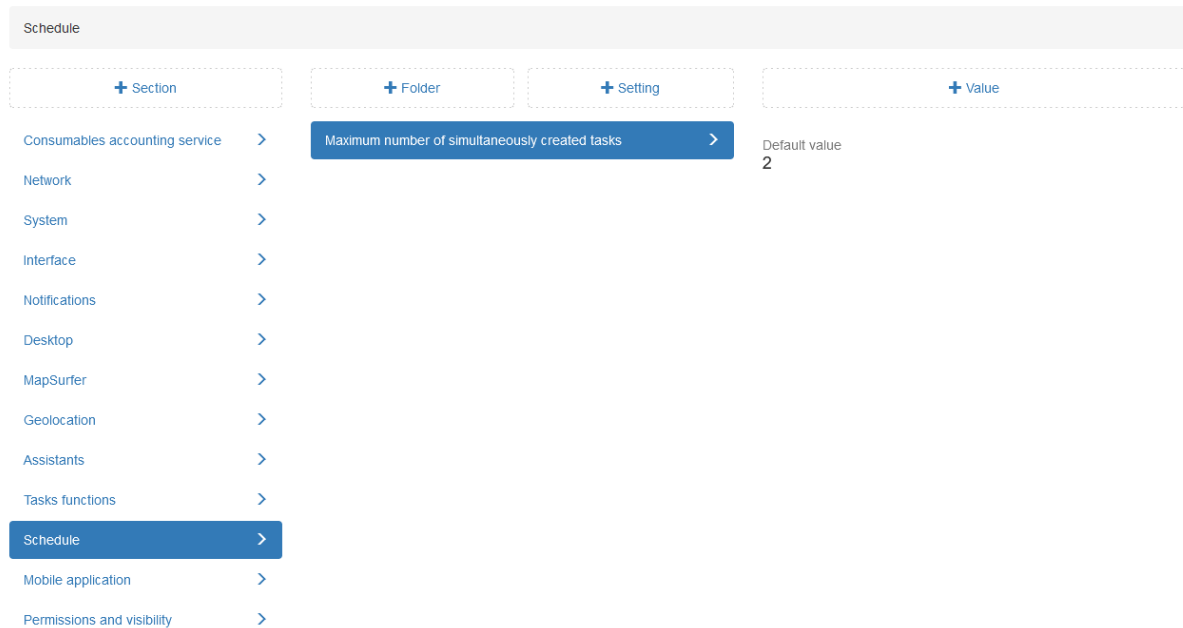 Schedule
Section
Folder
Setting
Value
Consumables accounting service
Network
System
Interface
Notifications
Desktop
MapSurfer
Geolocation
Assistants
Tasks functions
Schedule
Mobile application
Permissions and visibility
Maximum number of simultaneously created tasks
Default value
2